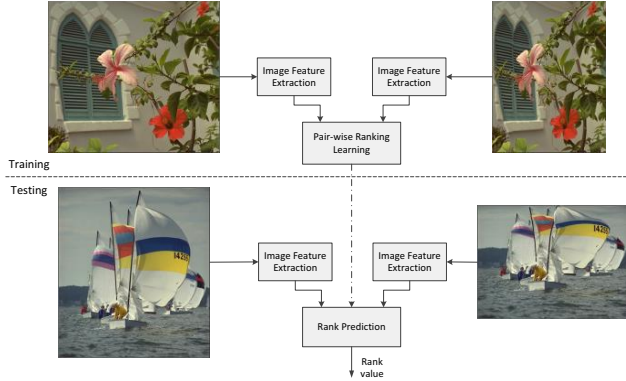 Image Feature
Extraction
Image Feature
Extraction
Pair-wise Ranking
Learning
Training
Testing
Image Feature
Extraction
Image Feature
Extraction
Rank Prediction
Rank
value